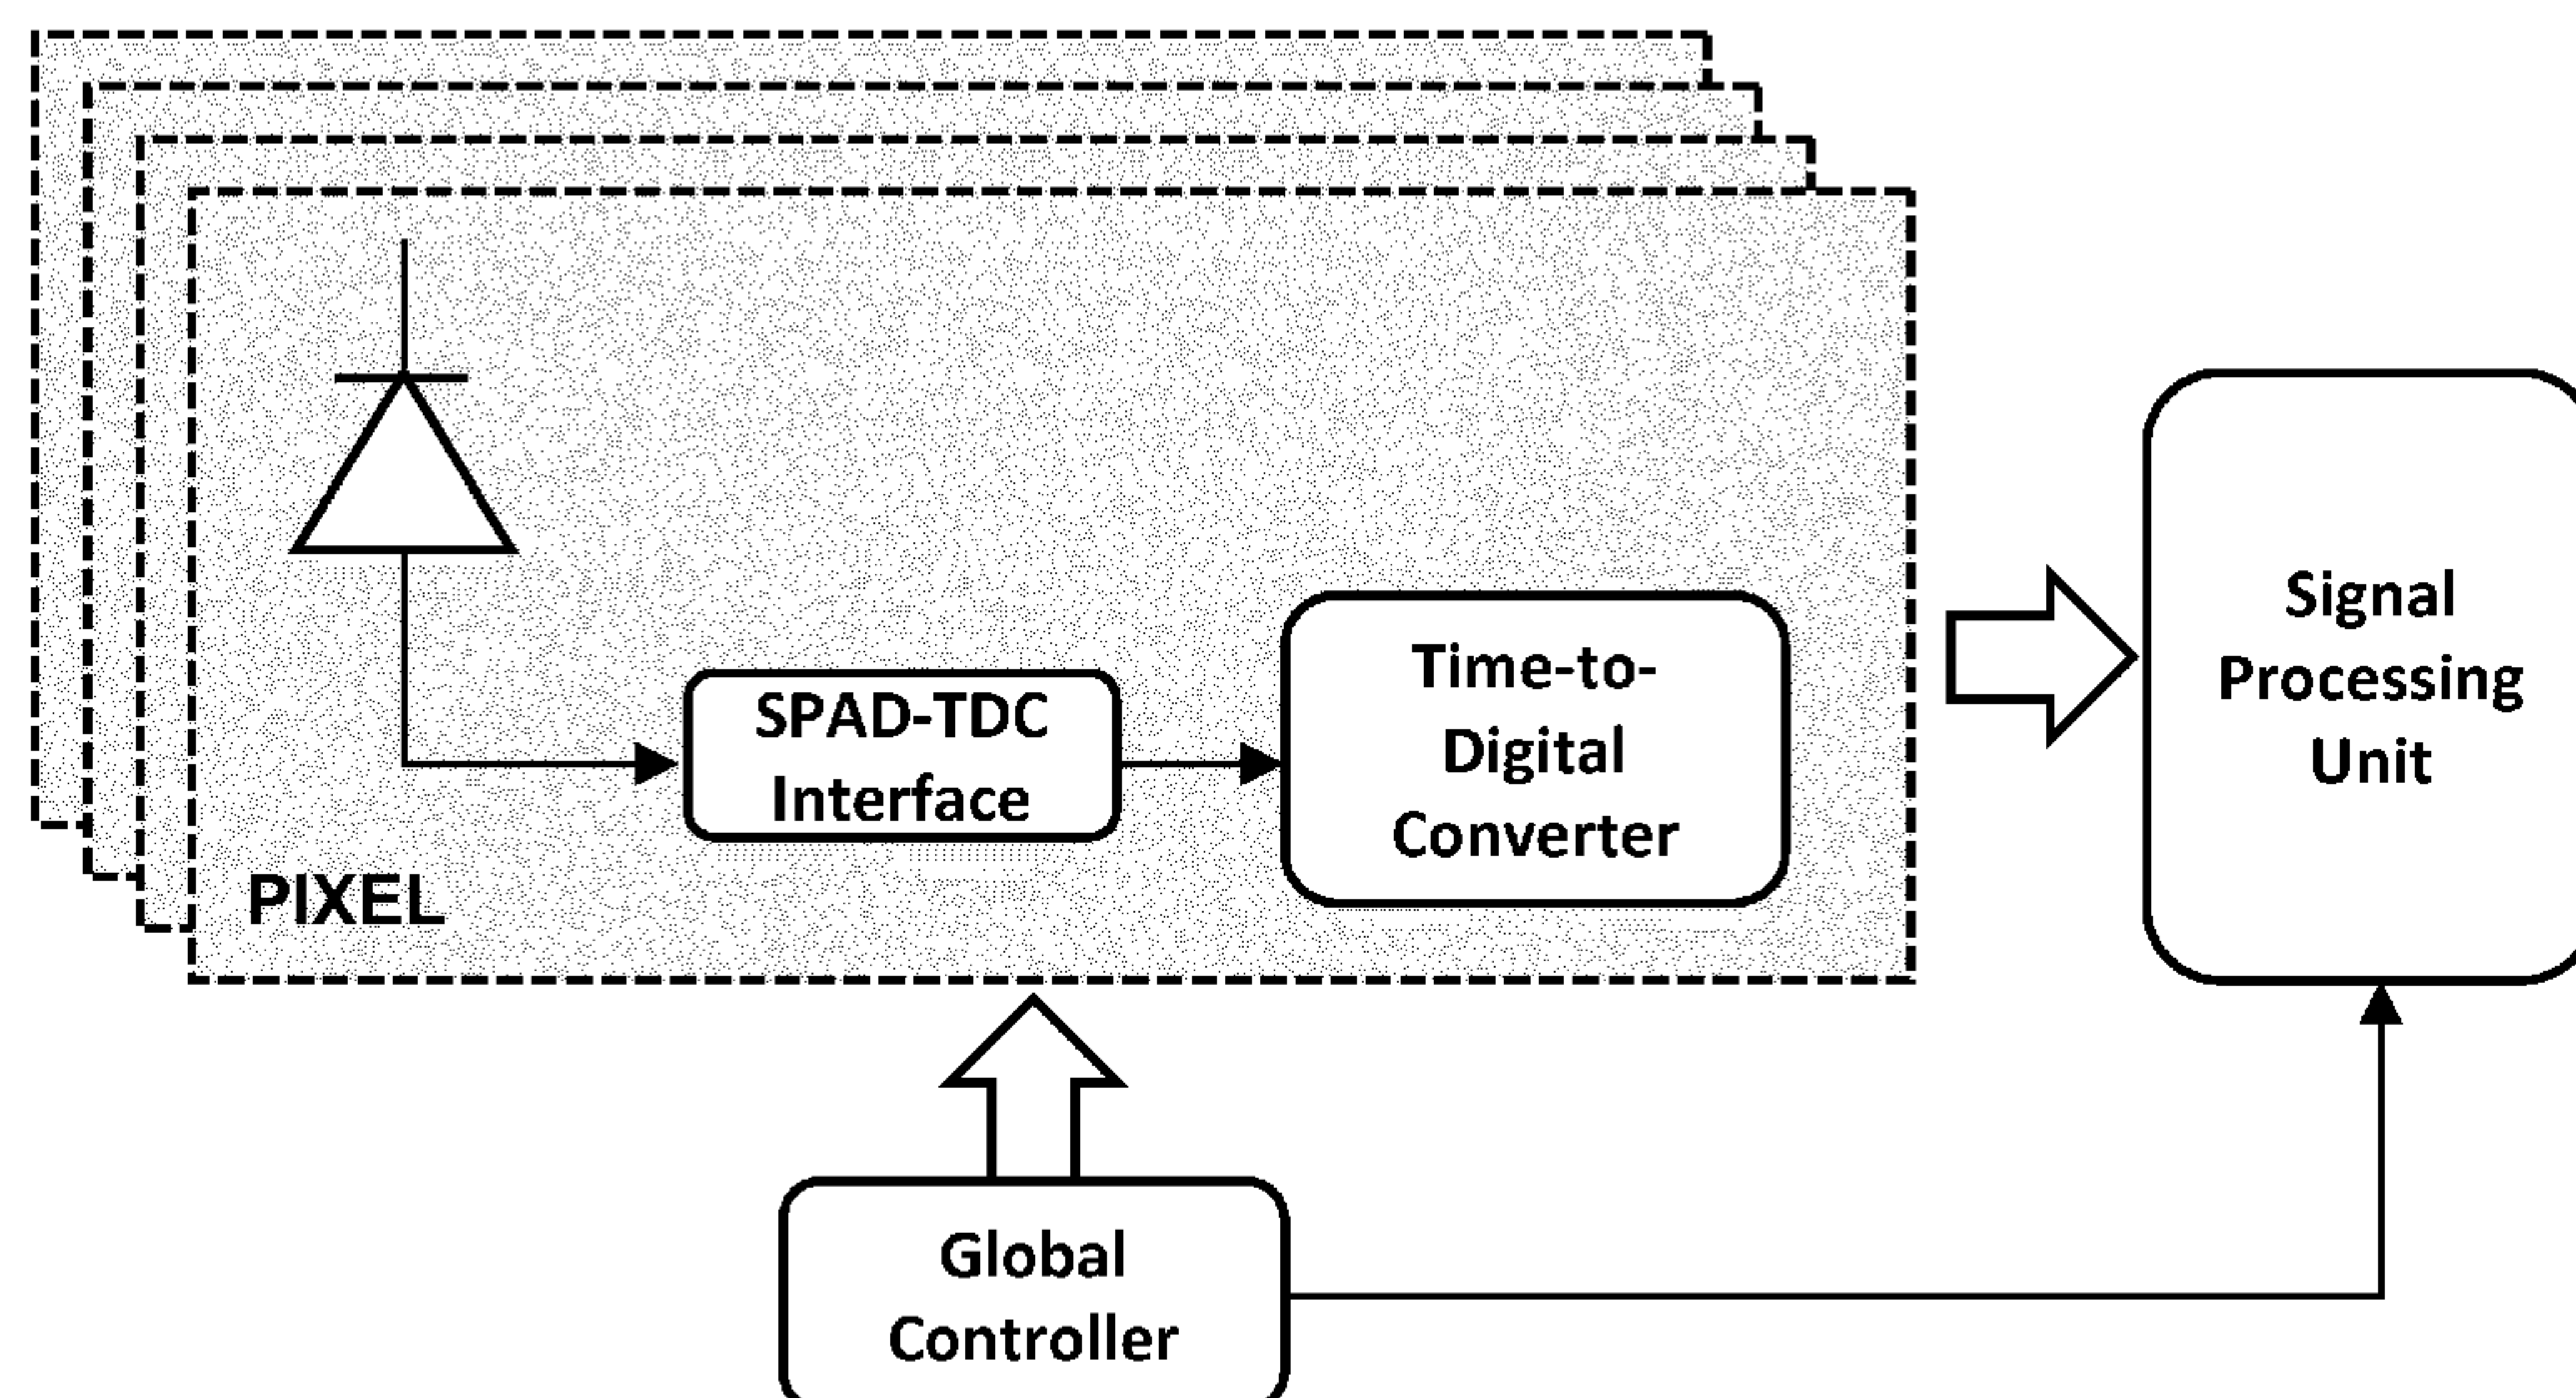 SPAD-TDC
Interface
Time-to-
Digital
Converter
PIXEL
Signal
Processing
Unit
Global
Controller